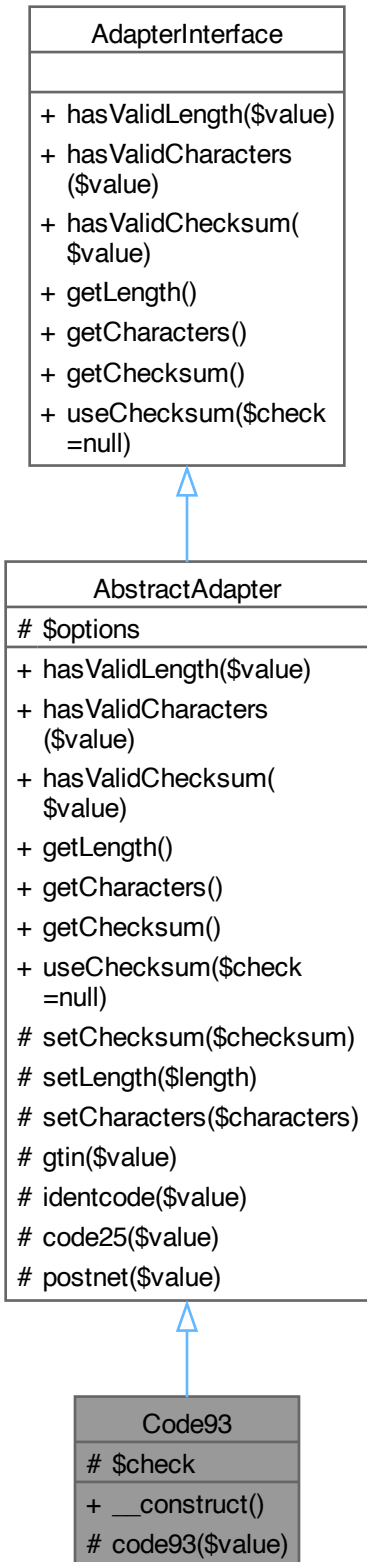 AdapterInterface
+ hasValidLength($value)
+ hasValidCharacters
($value)
+ hasValidChecksum(
$value)
+ getLength()
+ getCharacters()
+ getChecksum()
+ useChecksum($check
=null)
AbstractAdapter
# $options
+ hasValidLength($value)
+ hasValidCharacters
($value)
+ hasValidChecksum(
$value)
+ getLength()
+ getCharacters()
+ getChecksum()
+ useChecksum($check
=null)
# setChecksum($checksum)
# setLength($length)
# setCharacters($characters)
# gtin($value)
# identcode($value)
# code25($value)
# postnet($value)
Code93
# $check
+ __construct()
# code93($value)